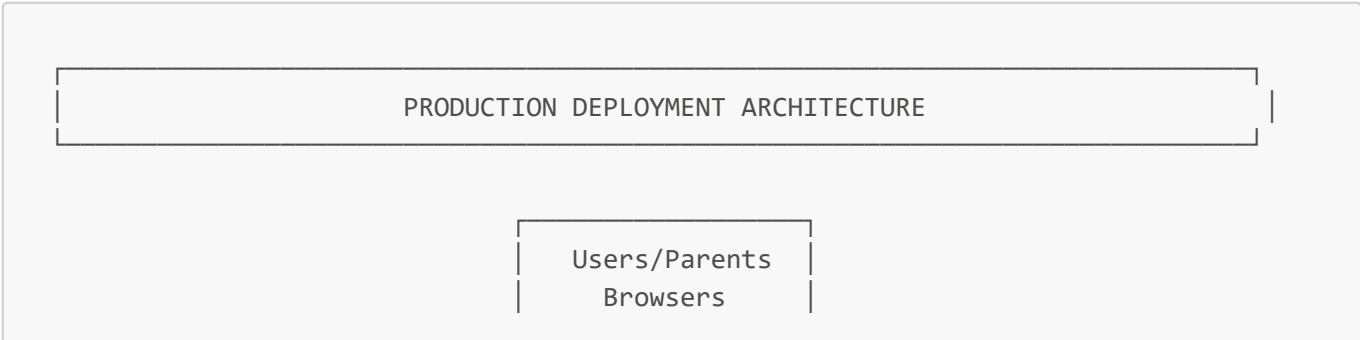 PRODUCTION DEPLOYMENT ARCHITECTURE
Users/Parents
Browsers